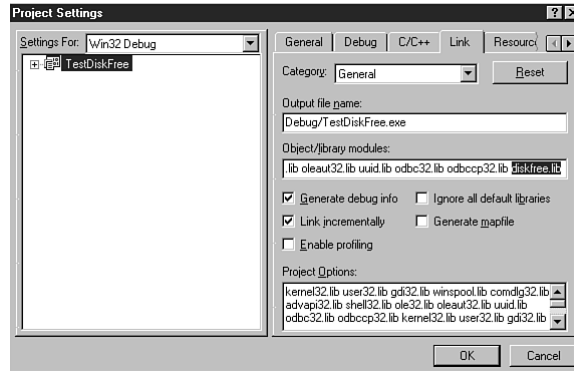 Project Settings
Settings For: Win32 Debug
TestDiskFree
General Debug C/C++ Link Resourc
Category: General Reset
Output file name:
Debug/TestDiskFree.exe
Object/library modules:
.lib oleaut32.lib uuid.lib odbc32.lib odbccp32.lib diskfree.lib
Generate debug info Ignore all default libraries
Link incrementally Generate mapfile
Enable profiling
Project Options:
kernel32.lib user32.lib gdi32.lib winspool.lib comdlg32.lib
advapi32.lib shell32.lib ole32.lib oleaut32.lib uuid.lib
odbc32.lib odbccp32.lib kernel32.lib user32.lib gdi32.lib
OK Cancel